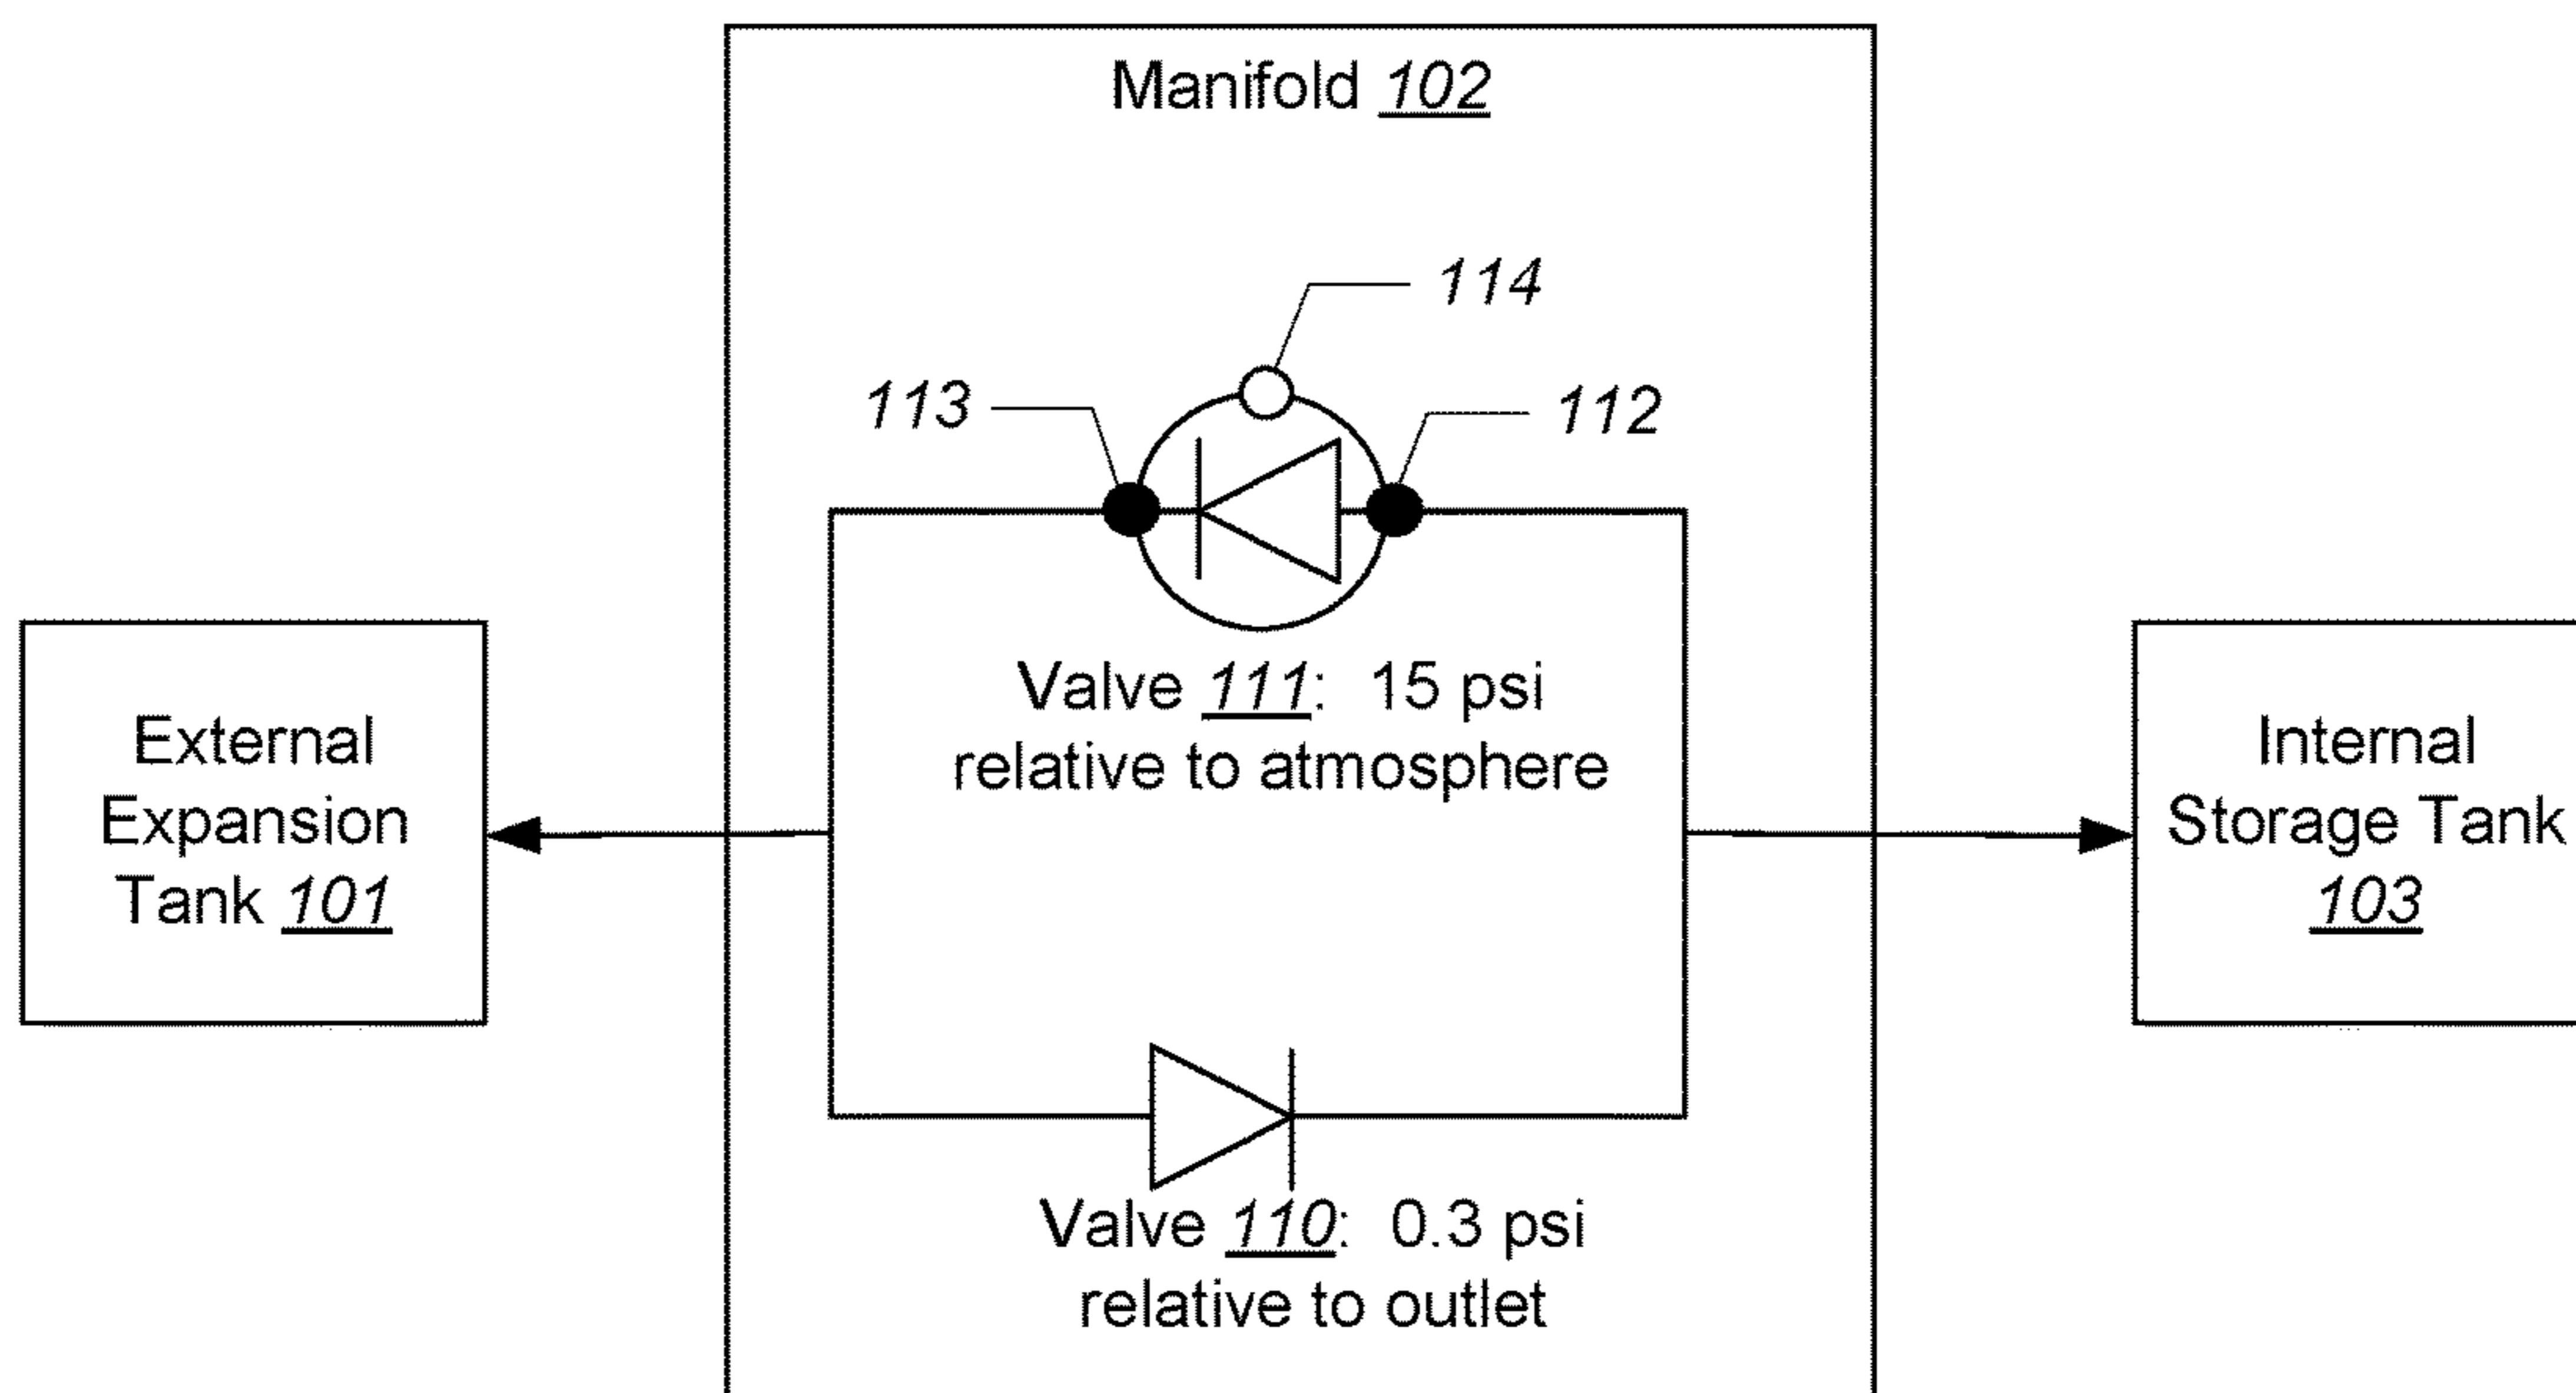 Manifold 102
114
113
112
Valve 111: 15 psi
relative to atmosphere
External
Expansion
Tank 101
Internal
Storage Tank
103
Valve 110: 0.3 psi
relative to outlet